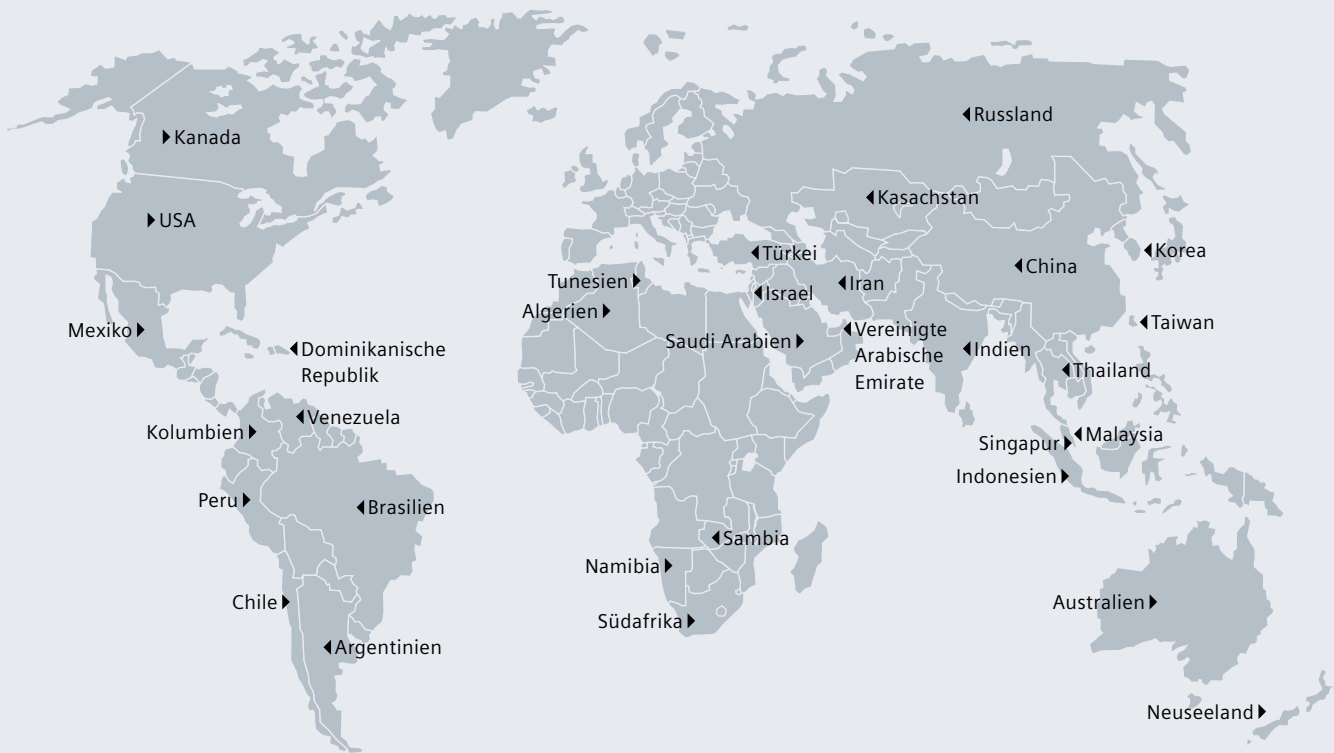 Russland
Kanada
Kasachstan
USA
Türkei
Korea
China
Tunesien
Iran
Israel
Algerien
Taiwan
Mexiko
Vereinigte
Arabische
Emirate
Saudi Arabien
Dominikanische
Republik
Indien
Thailand
Venezuela
Kolumbien
Malaysia
Singapur
Indonesien
Peru
Brasilien
Sambia
Namibia
Chile
Australien
Südafrika
Argentinien
Neuseeland